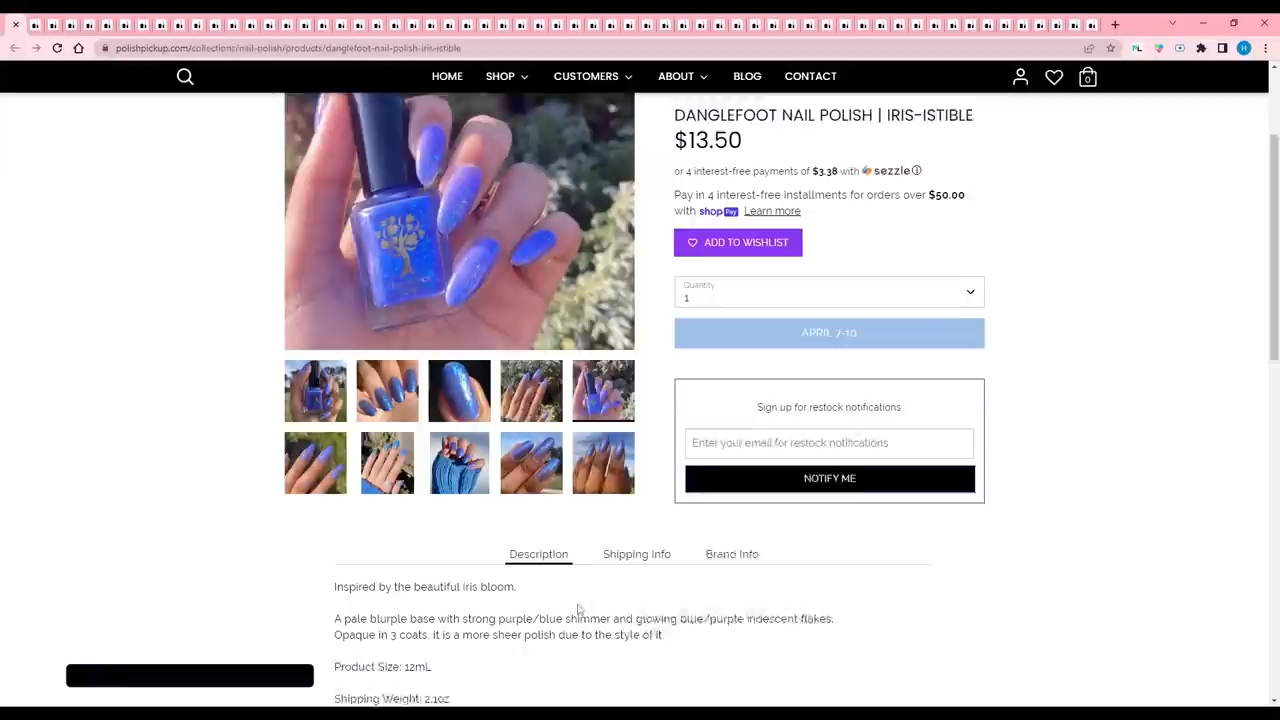 polishpickup.com/collections/nail-polish/products/danglefoot-nail-polish-iris-istible
HOME SHOP CUSTOMERS ABOUT BLOG CONTACT
0
DANGLEFOOT NAIL POLISH | IRIS-ISTIBLE
$13.50
or 4 interest-free payments of $3.38 with sezzle
Pay in 4 interest-free installments for orders over $50.00
with shop Pay Learn more
ADD TO WISHLIST
Quantity
1
APRIL 7-10
Sign up for restock notifications
Enter your email for restock notifications
NOTIFY ME
Description Shipping Info Brand Info
Inspired by the beautiful iris bloom.
A pale blurple base with strong purple/blue shimmer and glowing blue/purple iridescent flakes.
Opaque in 3 coats, it is a more sheer polish due to the style of it.
Product Size: 12mL
Shipping Weight: 2.1oz